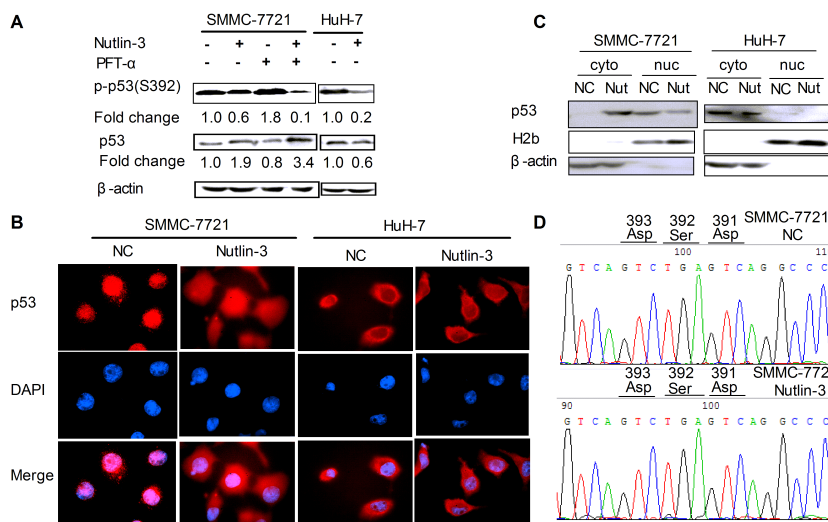 A
SMMC-7721 HuH-7
Nutlin-3 - + - + - +
PFT-α - - + +
p-p53(S392)
Fold change 1.0 0.6 1.8 0.1 1.0 0.2
p53
Fold change 1.0 1.9 0.8 3.4 1.0 0.6
β-actin
B
SMMC-7721 HuH-7
NC Nutlin-3 NC Nutlin-3
p53
DAPI
Merge
C
SMMC-7721 HuH-7
cyto nuc cyto nuc
NC Nut NC Nut NC Nut NC Nut
p53
H2b
β-actin
D
393 392 391 SMMC-7721
Asp Ser Asp NC
100 11
G T C A G T C T G A G T C A G G C C C
393 392 391 SMMC-772
Asp Ser Asp Nutlin-3
90 100
G T C A G T C T G A G T C A G G C C C